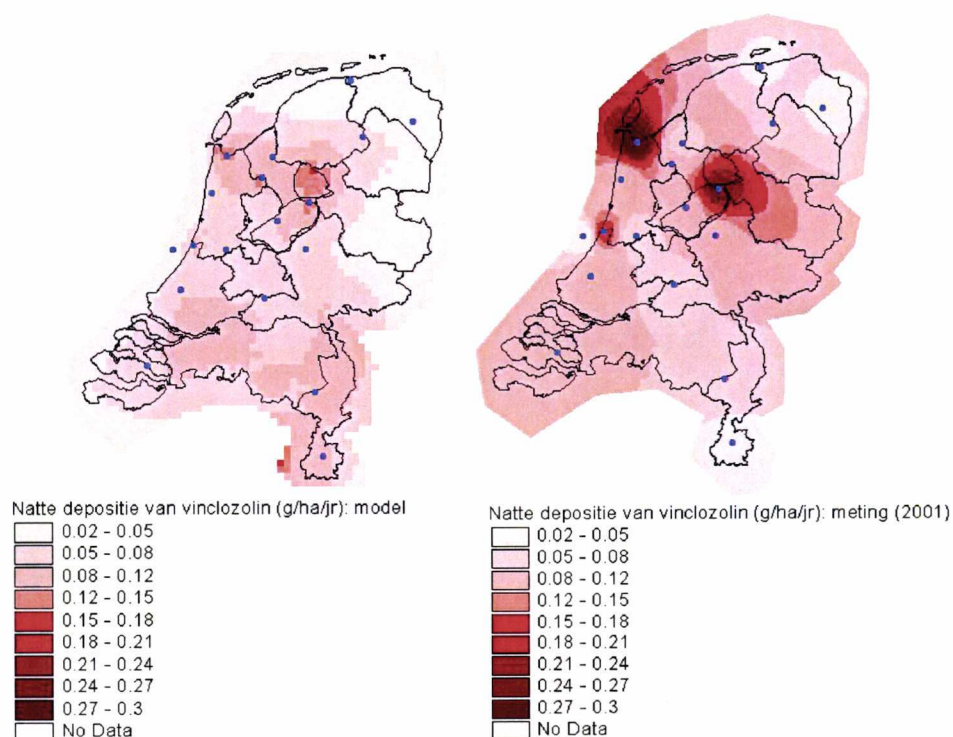 Natte depositie van vinclozolin (g/ha/jr): model
0.02 - 0.05
0.05 - 0.08
0.08 - 0.12
0.12 - 0.15
0.15 - 0.18
0.18 - 0.21
0.21 - 0.24
0.24 - 0.27
0.27 - 0.3
No Data
Natte depositie van vinclozolin (g/ha/jr): meting (2001)
0.02 - 0.05
0.05 - 0.08
0.08 - 0.12
0.12 - 0.15
0.15 - 0.18
0.18 - 0.21
0.21 - 0.24
0.24 - 0.27
0.27 - 0.3
No Data